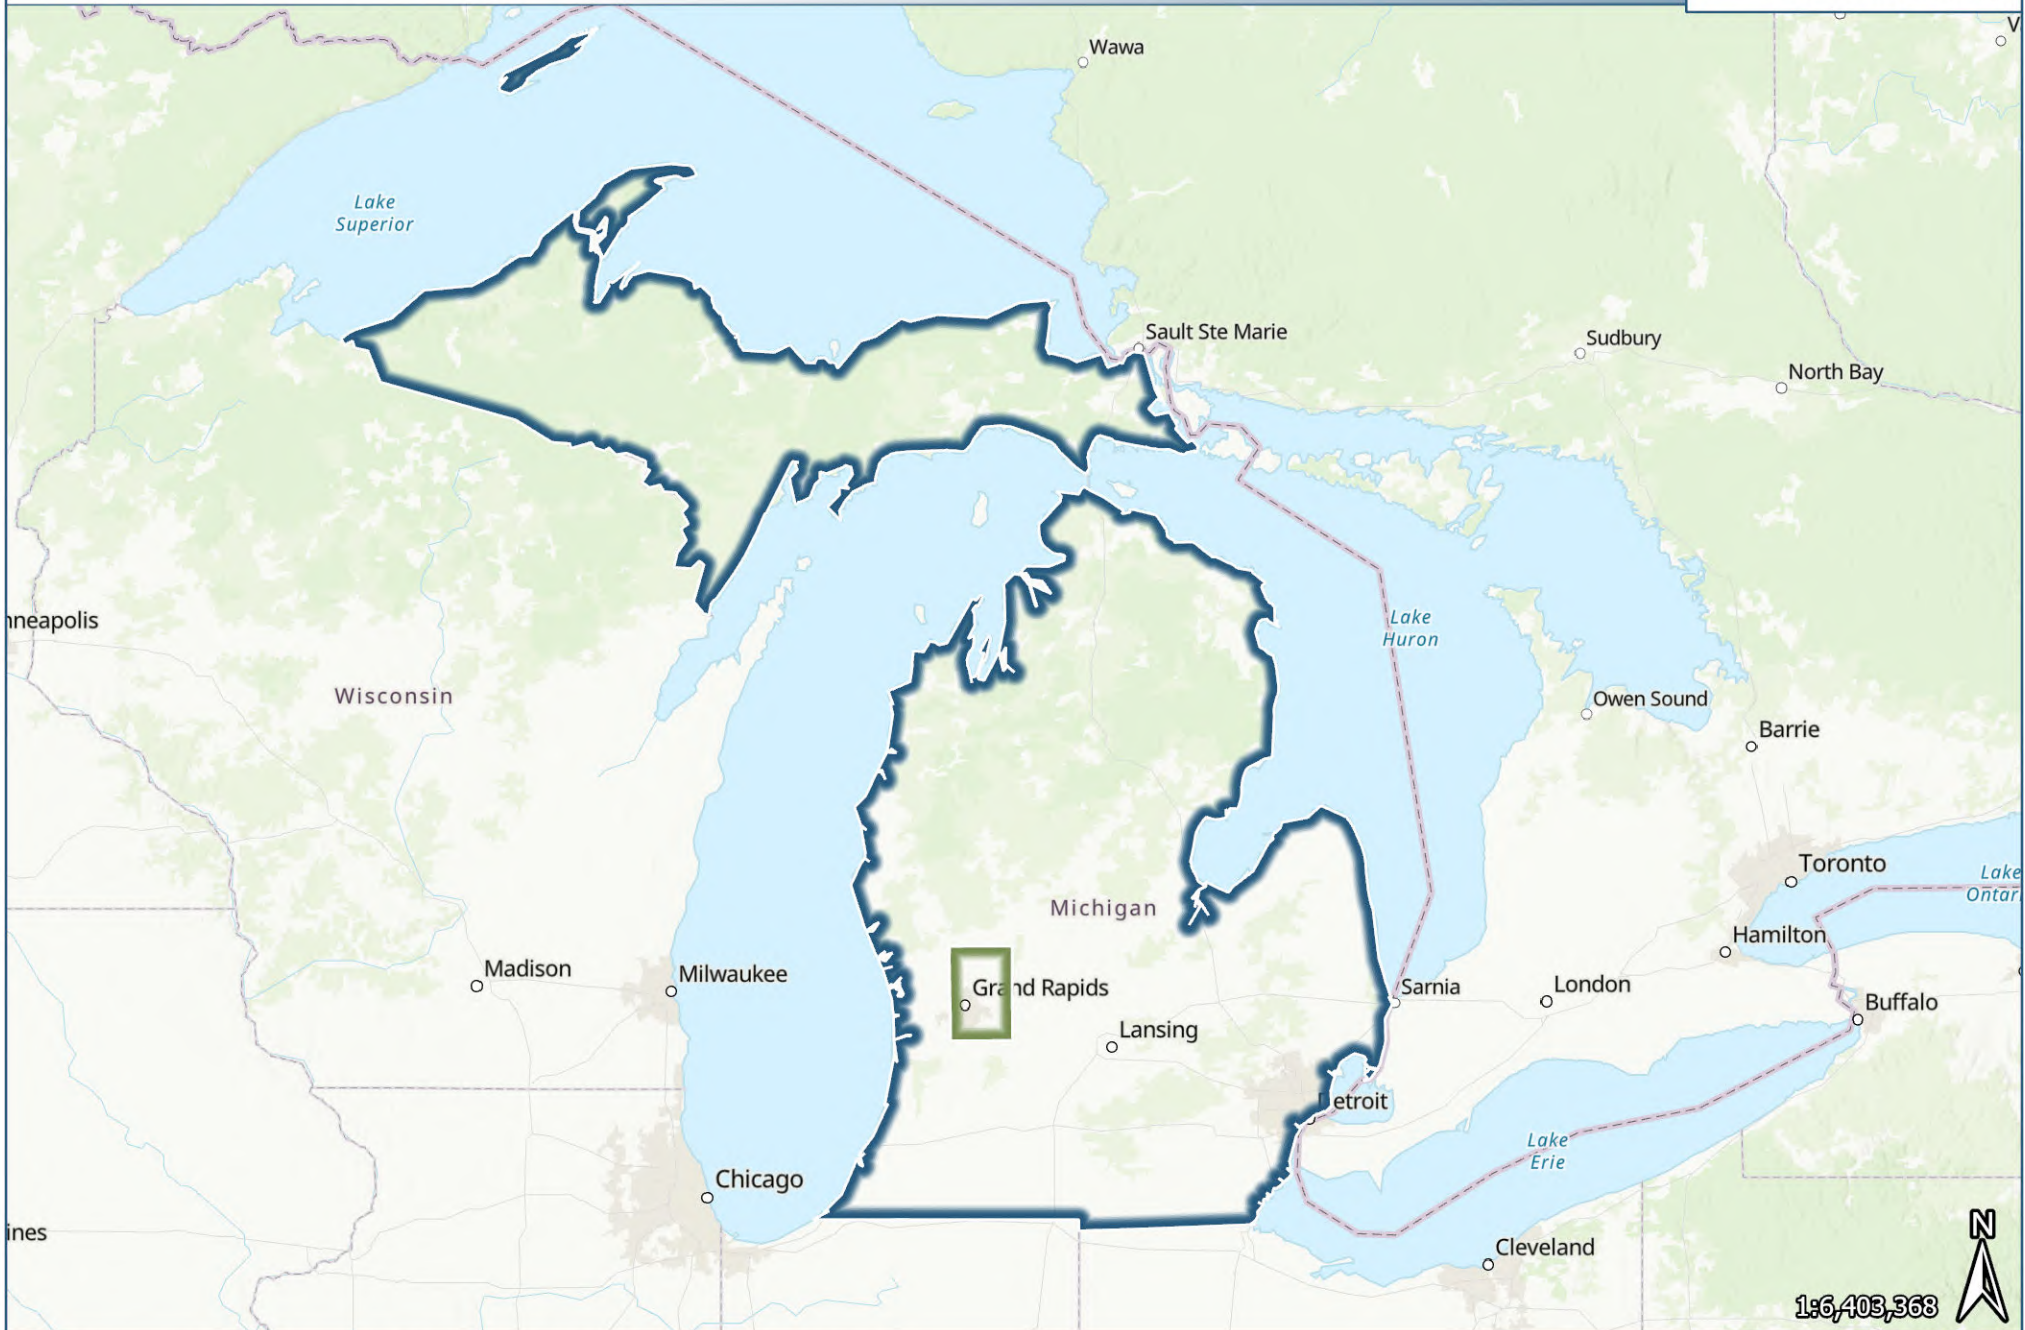 Wawa
Lake
Superior
Sault Ste Marie
Sudbury
North Bay
nneapolis
Lake
Huron
Wisconsin
Owen Sound
Barrie
Toronto
Lake
Ontari
Michigan
Hamilton
Madison
Milwaukee
Grand Rapids
Sarnia
London
Buffalo
Lansing
Detroit
Lake
Erie
Chicago
ines
Cleveland
N
1:6,403,368